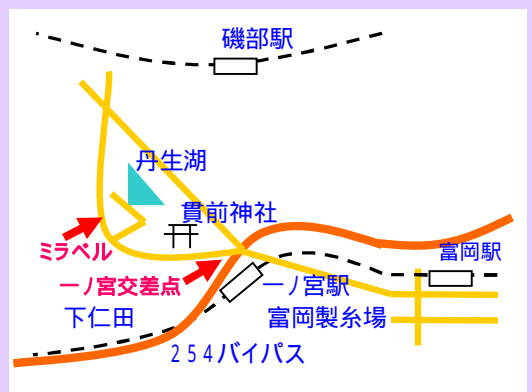 磯部駅
丹生湖
貫前神社
ミラベル
富岡駅
一ノ宮交差点
一ノ宮駅
下仁田
富岡製糸場
254バイパス